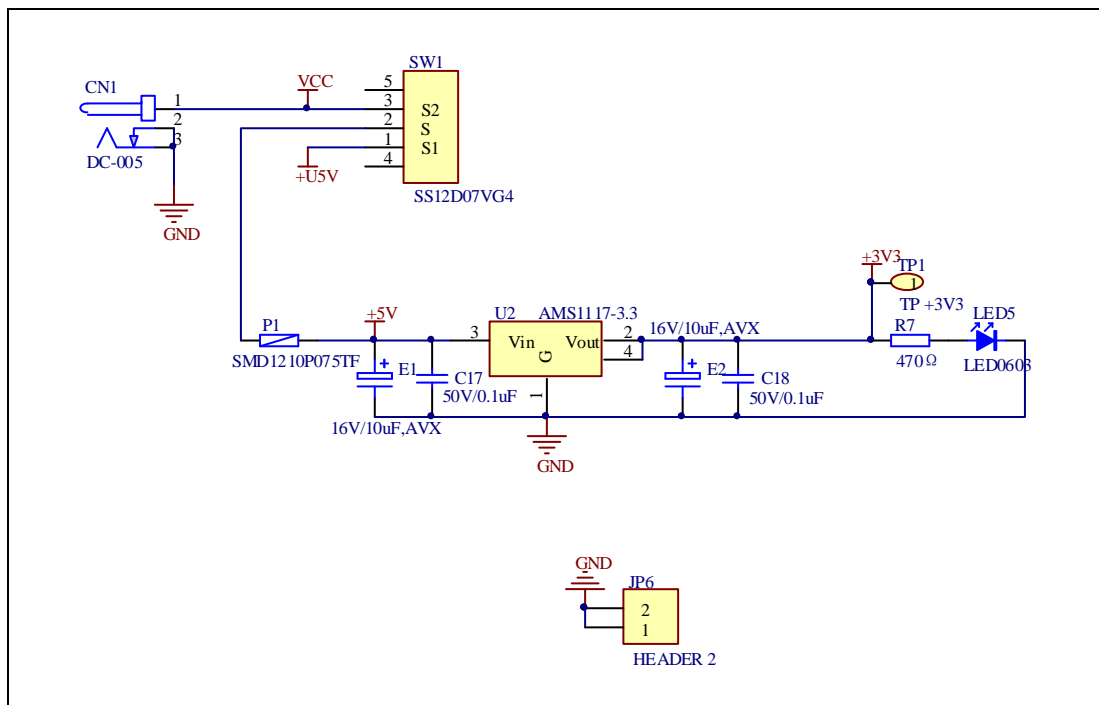 SW1
CN1
VCC
5
1
3
S2
2
2
S
3
1
S1
DC-005
4
+U5V
SS12D07VG4
GND
+3V3
TP1
1
TP +3V3
P1
+5V
U2
AMS1117-3.3
R7
LED5
3
Vin
Vout
2
16V/10uF,AVX
4
SMD1210P075TF
G
470Ω
LED0603
E1
C17
1
E2
C18
50V/0.1uF
50V/0.1uF
16V/10uF,AVX
GND
GND
JP6
2
1
HEADER 2